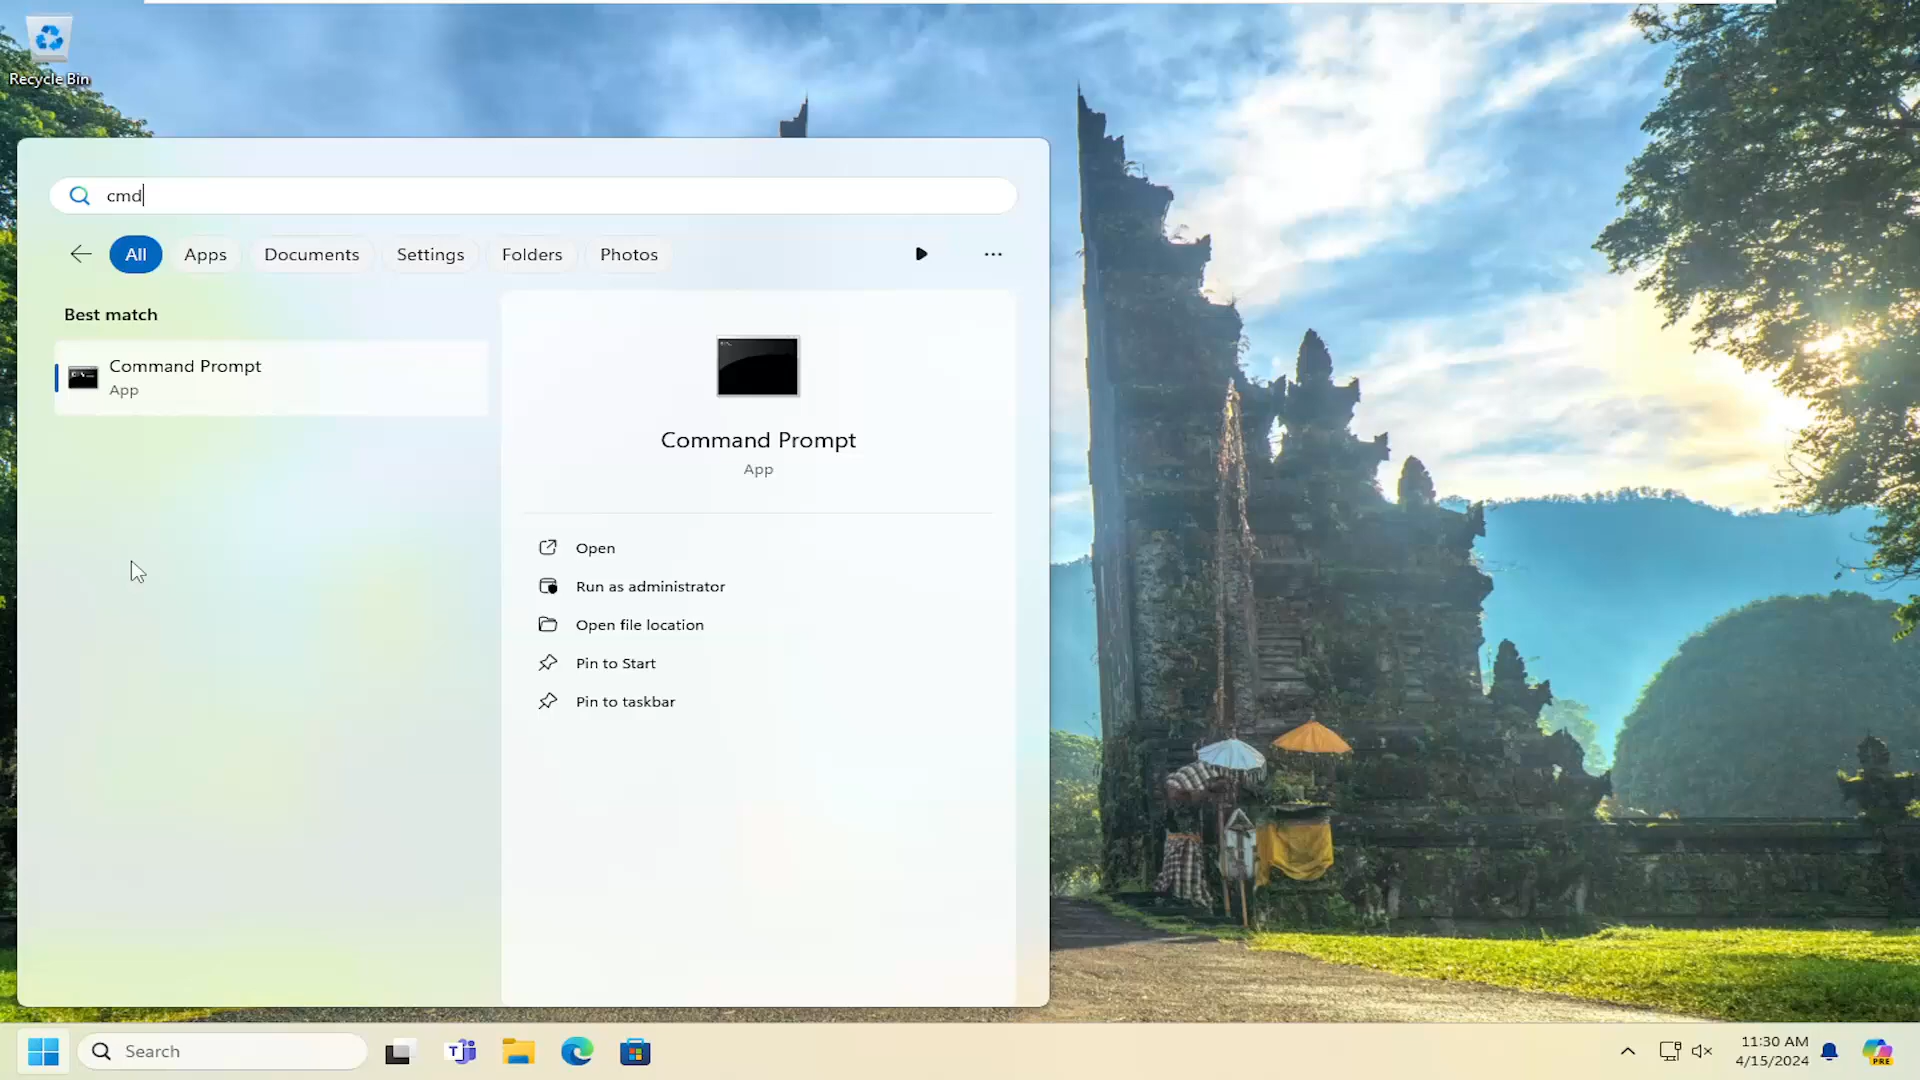 Recycle Bin
cmd
All Apps Documents Settings Folders Photos
Best match
Command Prompt
App
Command Prompt
App
Open
Run as administrator
Open file location
Pin to Start
Pin to taskbar
Search
11:30 AM
4/15/2024
PRE